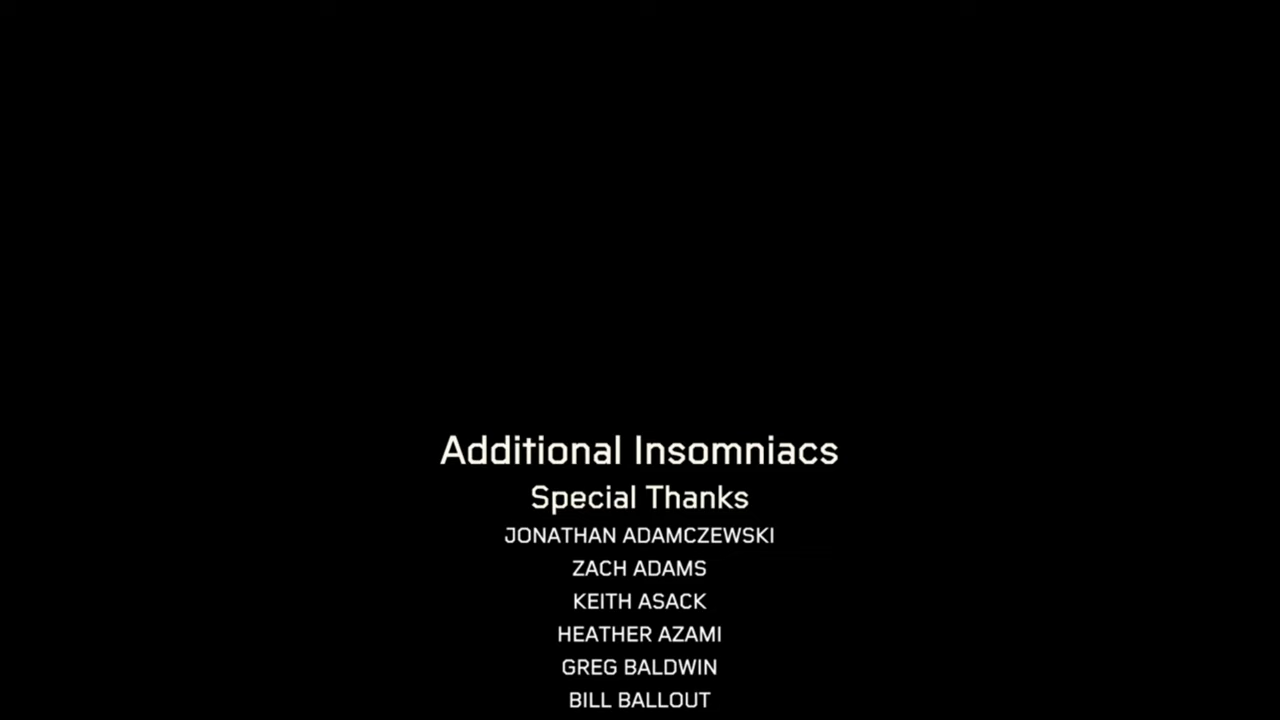 Additional Insomniacs
Special Thanks
JONATHAN ADAMCZEWSKI
ZACH ADAMS
KEITH ASACK
HEATHER AZAMI
GREG BALDWIN
BILL BALLOUT